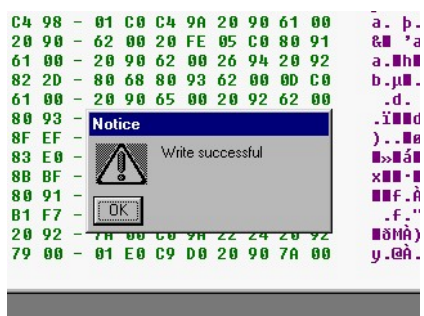 C4 98 - 01 C0 C4 9A 20 90 61 00 a. þ.
20 90 - 62 00 20 FE 05 C0 80 91
61 00 - 20 90 62 00 26 94 20 92
82 2D - 80 68 80 93 62 00 0D C0
61 00 - 20 90 65 00 20 92 62 00 .d.
80 93 -
8F EF -
83 E0 -
8B BF -
80 91 -
B1 F7 -
20 92 -
79 00 - 01 E0 C9 D0 20 90 7A 00 y.@À.
Notice
Write successful
OK